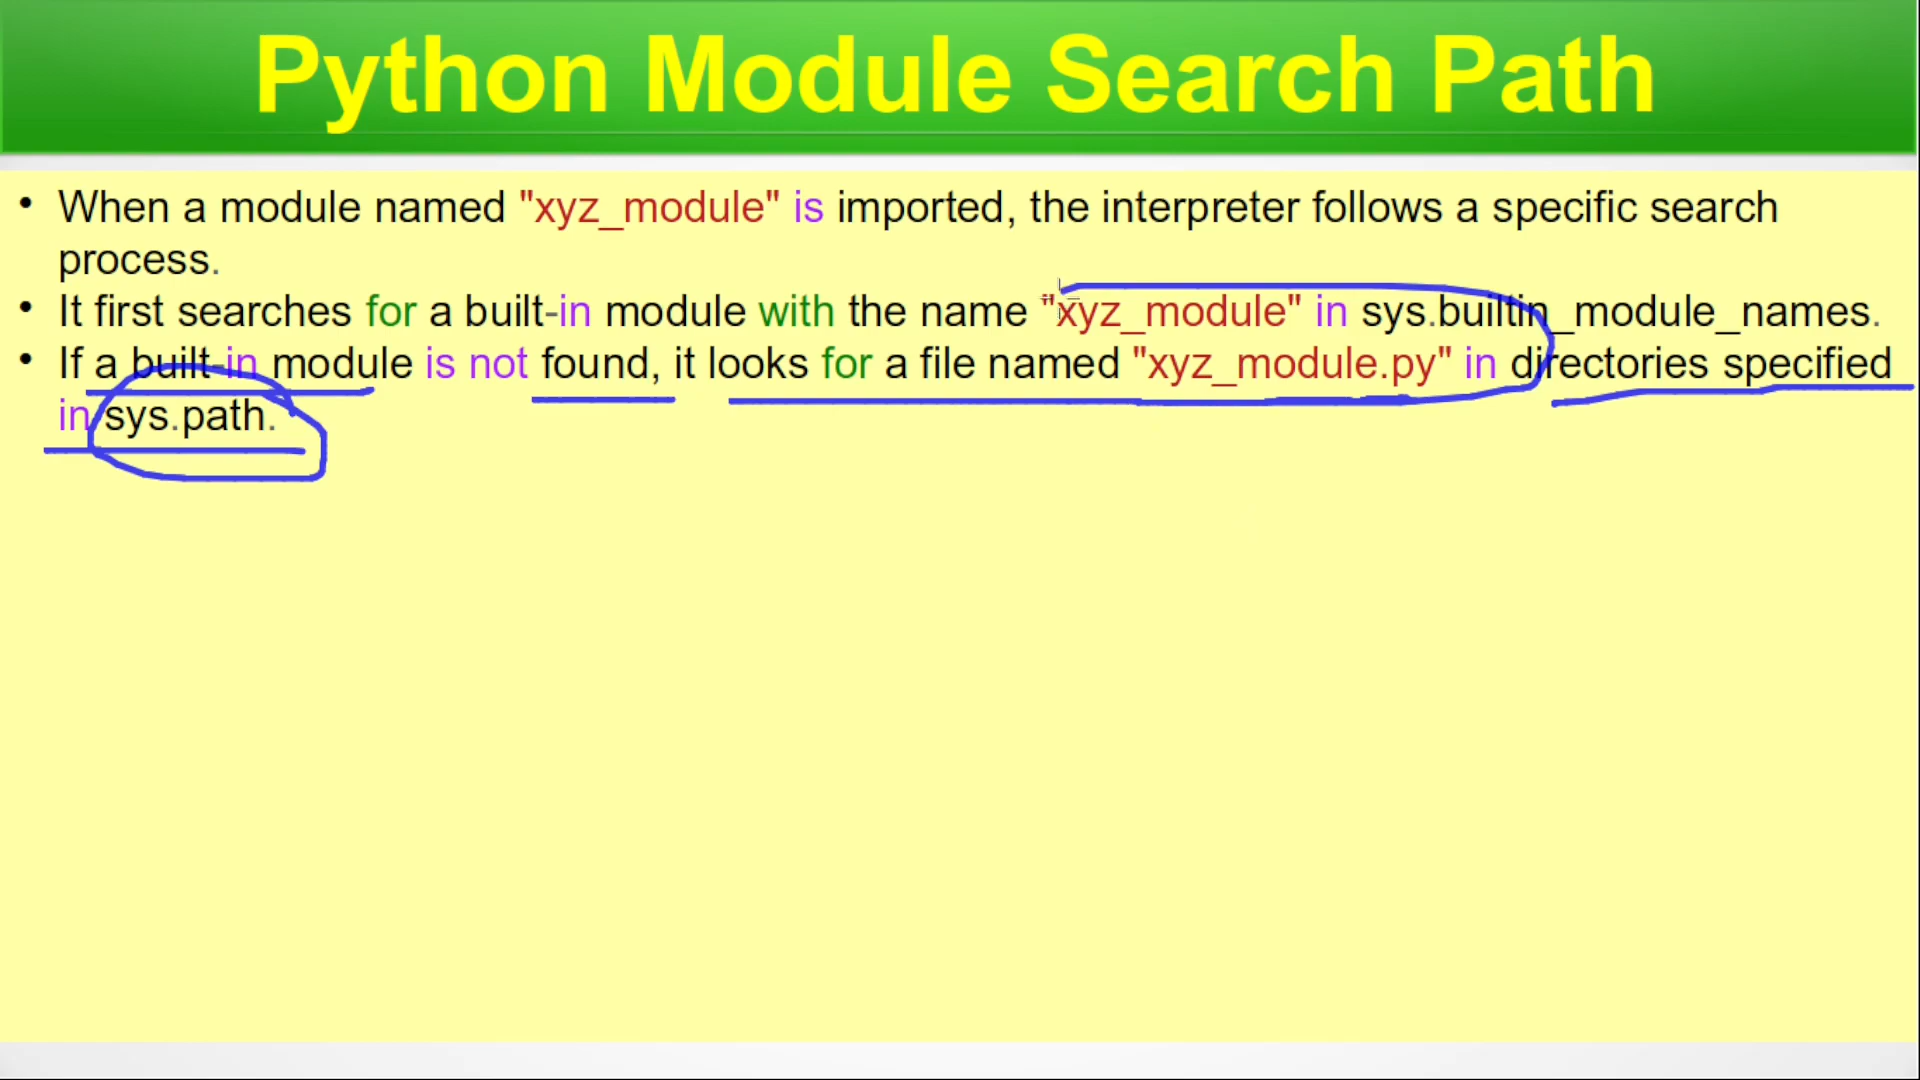 Python Module Search Path
• When a module named "xyz_module" is imported, the interpreter follows a specific search
process.
• It first searches for a built-in module with the name "xyz_module" in sys.builtin_module_names.
• If a built-in module is not found, it looks for a file named "xyz_module.py" in directories specified
in sys.path.